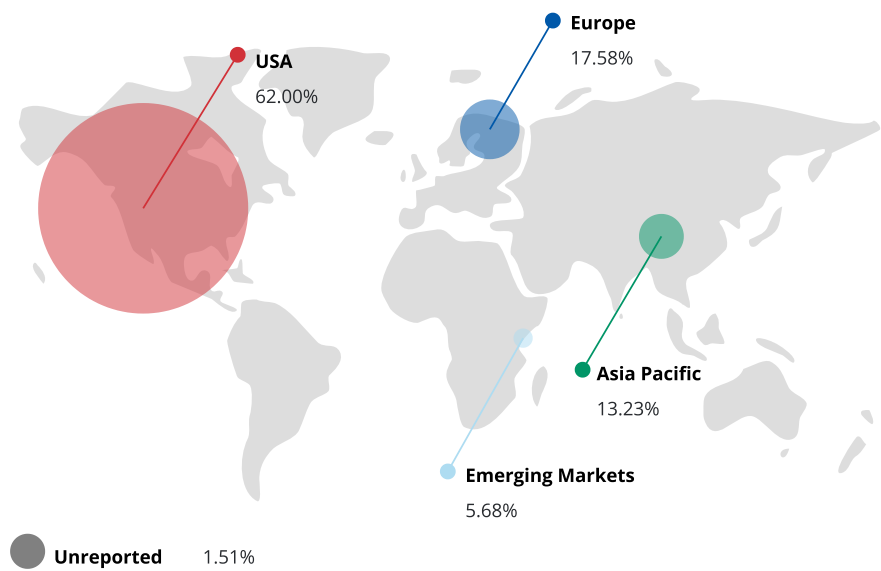 Europe
17.58%
USA
62.00%
Asia Pacific
13.23%
Emerging Markets
5.68%
Unreported 1.51%